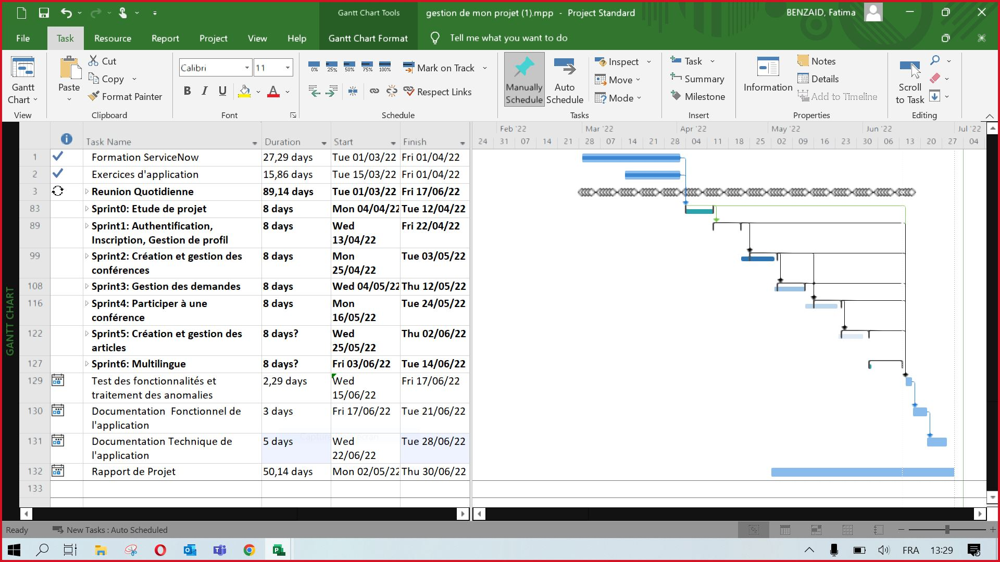 Gantt Chart Tools
gestion de mon projet (1).mpp - Project Standard
BENZAID, Fatima
File Task Resource Report Project View Help Gantt Chart Format Tell me what you want to do
Gantt Chart
View
Paste
Cut
Copy
Format Painter
Clipboard
Calibri 11
B I U A
Font
0% 25% 50% 75% 100%
Mark on Track
Respect Links
Schedule
Manually Schedule
Auto Schedule
Inspect
Move
Mode
Tasks
Task
Summary
Milestone
Insert
Information
Notes
Details
Add to Timeline
Properties
Scroll to Task
Editing
Task Name Duration Start Finish
Feb '22 Mar '22 Apr '22 May '22 Jun '22 Jul '22
24 31 07 14 21 28 07 14 21 28 04 11 18 25 02 09 16 23 30 06 13 20 27 04
GANTT CHART
1 Formation ServiceNow 27,29 days Tue 01/03/22 Fri 01/04/22
2 Exercices d'application 15,86 days Tue 15/03/22 Fri 01/04/22
3 Reunion Quotidienne 89,14 days Tue 01/03/22 Fri 17/06/22
83 Sprint0: Etude de projet 8 days Mon 04/04/22 Tue 12/04/22
89 Sprint1: Authentification, 8 days Wed Fri 22/04/22
Inscription, Gestion de profil 13/04/22
99 Sprint2: Création et gestion des 8 days Mon Tue 03/05/22
conférences 25/04/22
108 Sprint3: Gestion des demandes 8 days Wed 04/05/22 Thu 12/05/22
116 Sprint4: Participer à une 8 days Mon Tue 24/05/22
conférence 16/05/22
122 Sprint5: Création et gestion des 8 days? Wed Thu 02/06/22
articles 25/05/22
127 Sprint6: Multilingue 8 days? Fri 03/06/22 Tue 14/06/22
129 Test des fonctionnalités et 2,29 days Wed Fri 17/06/22
traitement des anomalies 15/06/22
130 Documentation Fonctionnel de 3 days Fri 17/06/22 Tue 21/06/22
l'application
131 Documentation Technique de 5 days Wed Tue 28/06/22
l'application 22/06/22
132 Rapport de Projet 50,14 days Mon 02/05/22 Thu 30/06/22
133
Ready New Tasks : Auto Scheduled
FRA 13:29